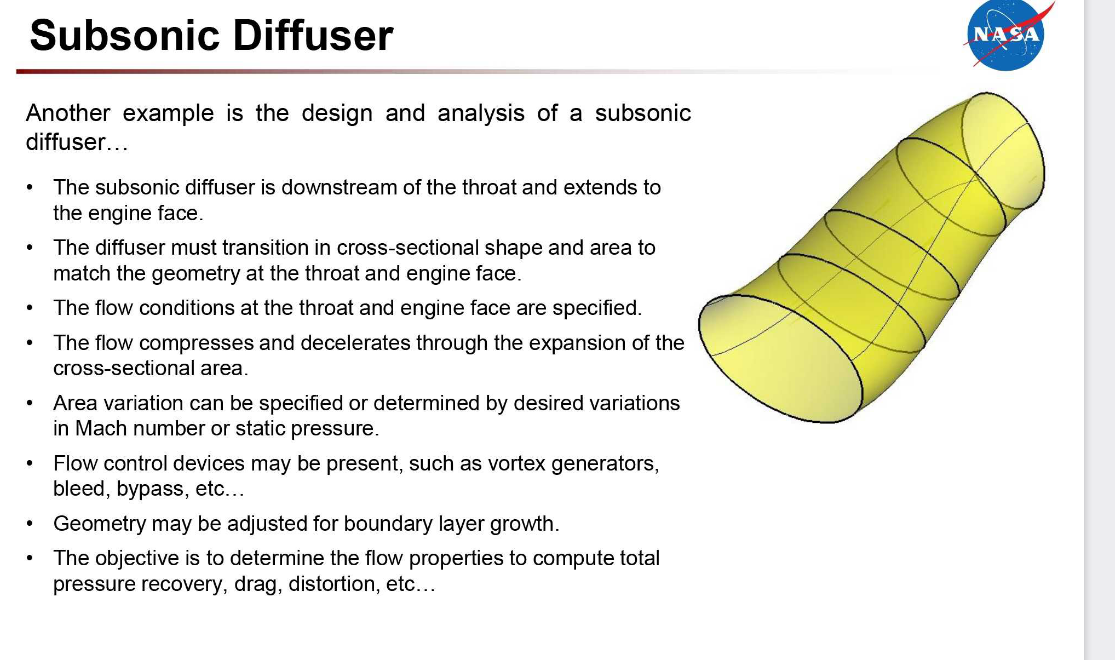 Subsonic Diffuser
NASA
Another example is the design and analysis of a subsonic
diffuser…
• The subsonic diffuser is downstream of the throat and extends to
the engine face.
• The diffuser must transition in cross-sectional shape and area to
match the geometry at the throat and engine face.
• The flow conditions at the throat and engine face are specified.
• The flow compresses and decelerates through the expansion of the
cross-sectional area.
• Area variation can be specified or determined by desired variations
in Mach number or static pressure.
• Flow control devices may be present, such as vortex generators,
bleed, bypass, etc…
• Geometry may be adjusted for boundary layer growth.
• The objective is to determine the flow properties to compute total
pressure recovery, drag, distortion, etc…